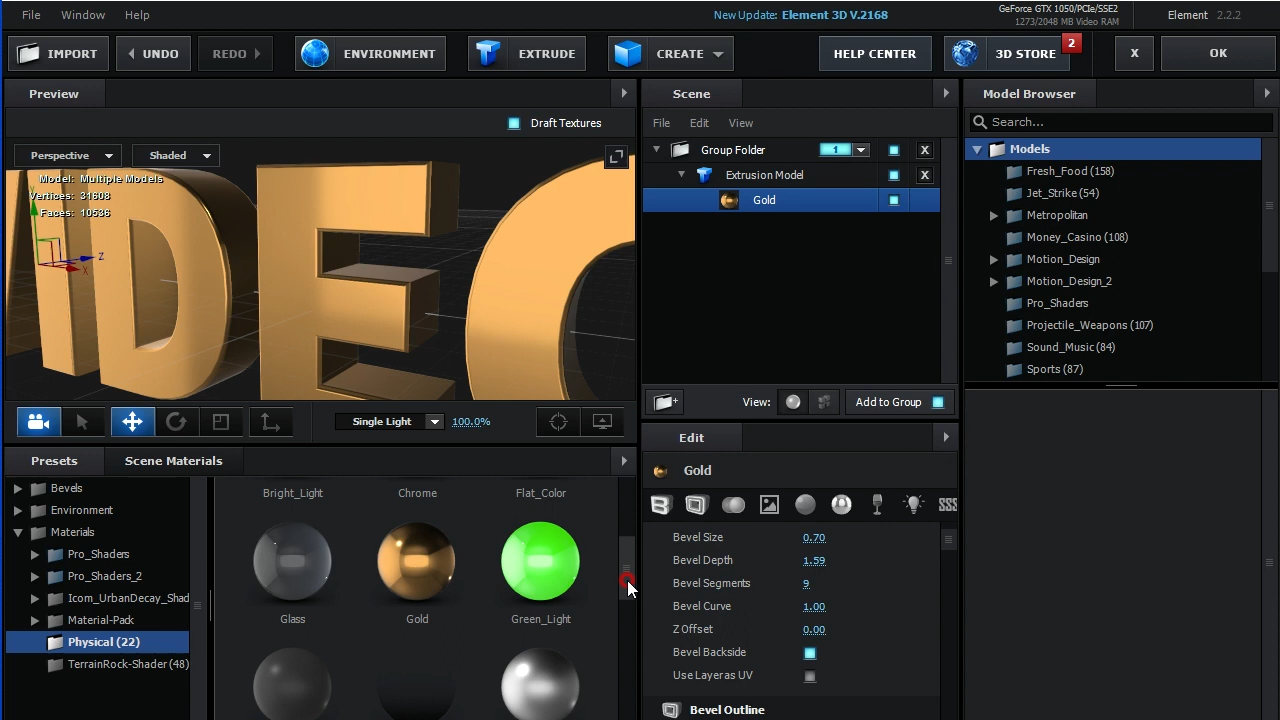 File Window Help New Update: Element 3D V.2168 GeForce GTX 1050/PCIe/SSE2 Element 2.2.2
1273/2048 MB Video RAM
IMPORT UNDO REDO ENVIRONMENT EXTRUDE CREATE HELP CENTER 3D STORE 2 X OK
Preview
Draft Textures
Perspective Shaded
Model: Multiple Models
Vertices: 31608
Faces: 10536
Y
Z
X
IDEO
Single Light 100.0%
Scene
File Edit View
Group Folder 1 X
Extrusion Model X
Gold
View: Add to Group
Model Browser
Search...
Models
Fresh_Food (158)
Jet_Strike (54)
Metropolitan
Money_Casino (108)
Motion_Design
Motion_Design_2
Pro_Shaders
Projectile_Weapons (107)
Sound_Music (84)
Sports (87)
Presets Scene Materials
Bevels
Environment
Materials
Pro_Shaders
Pro_Shaders_2
Icom_UrbanDecay_Shad
Material-Pack
Physical (22)
TerrainRock-Shader (48)
Bright_Light Chrome Flat_Color
Glass Gold Green_Light
Edit
Gold
Bevel Size 0.70
Bevel Depth 1.59
Bevel Segments 9
Bevel Curve 1.00
Z Offset 0.00
Bevel Backside
Use Layer as UV
Bevel Outline